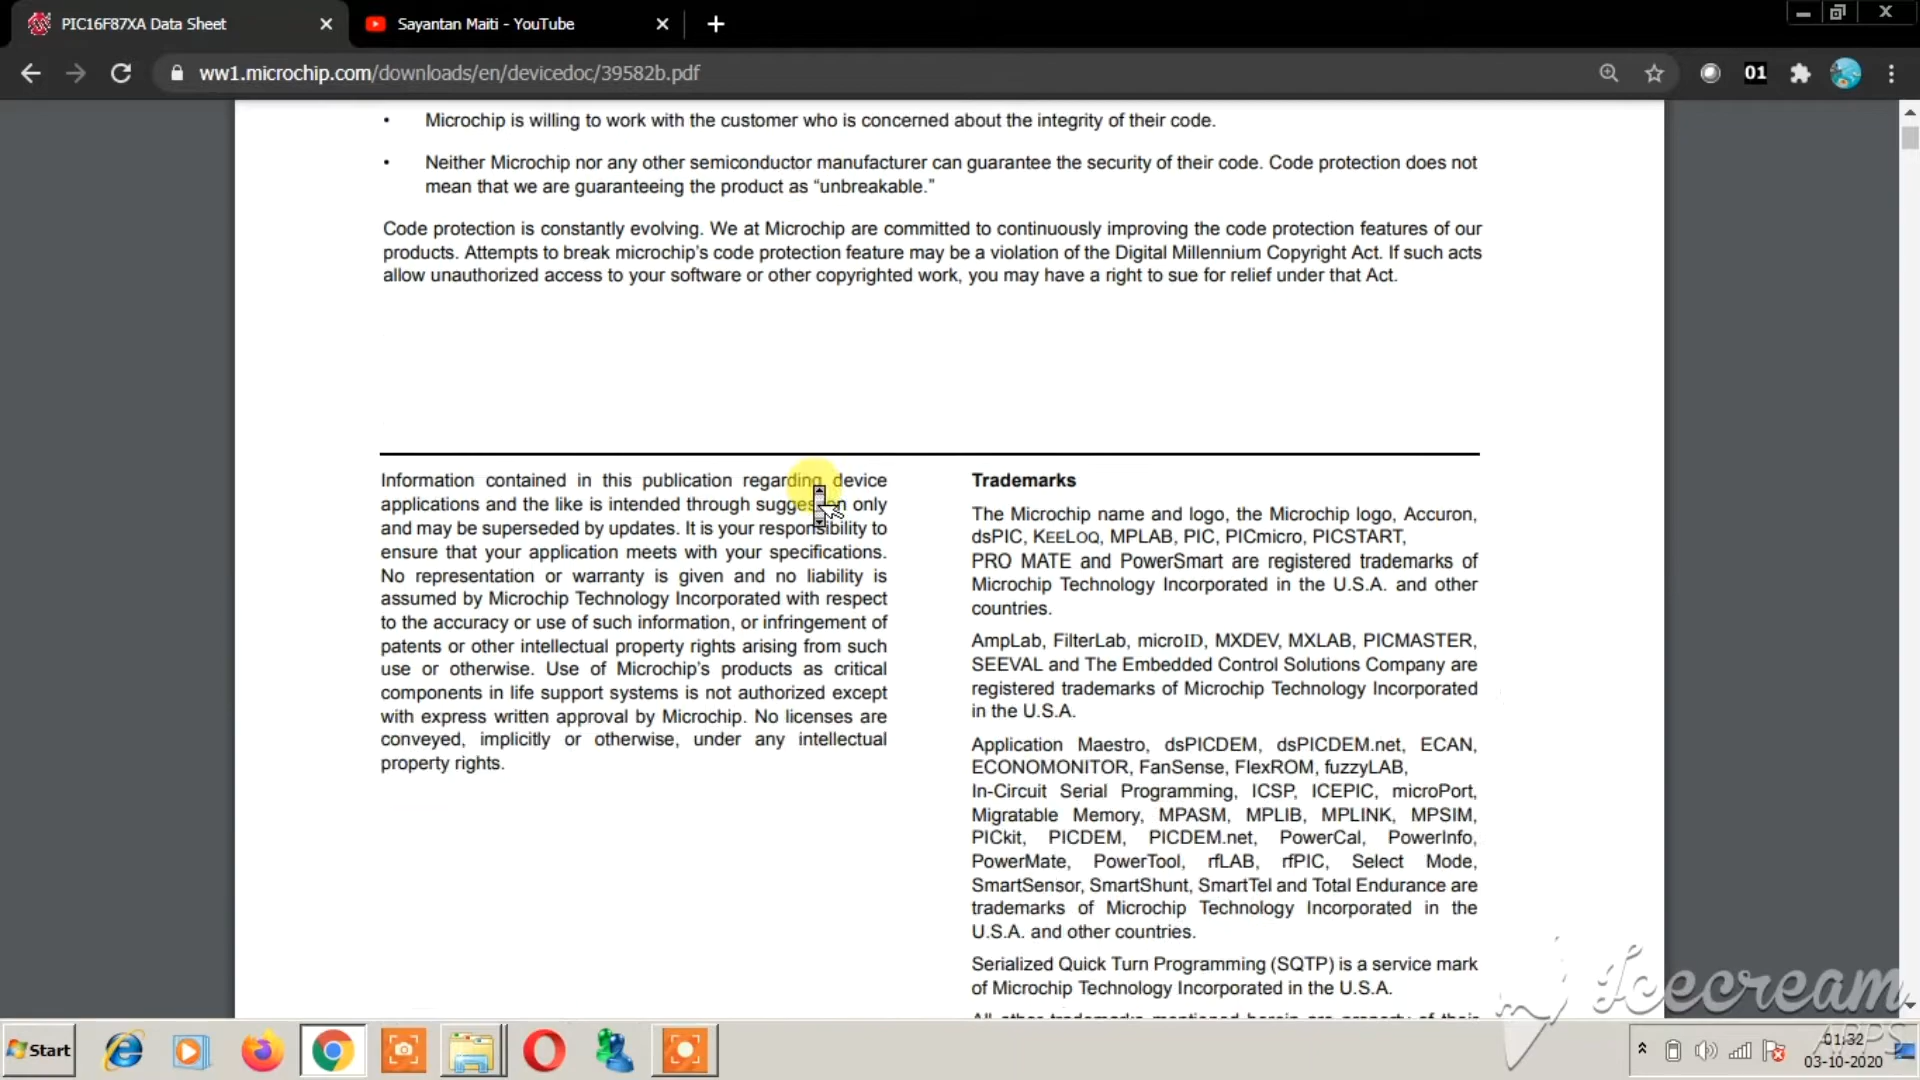 PIC16F87XA Data Sheet
Sayantan Maiti - YouTube
ww1.microchip.com/downloads/en/devicedoc/39582b.pdf
01
• Microchip is willing to work with the customer who is concerned about the integrity of their code.
• Neither Microchip nor any other semiconductor manufacturer can guarantee the security of their code. Code protection does not
mean that we are guaranteeing the product as “unbreakable.”
Code protection is constantly evolving. We at Microchip are committed to continuously improving the code protection features of our
products. Attempts to break microchip’s code protection feature may be a violation of the Digital Millennium Copyright Act. If such acts
allow unauthorized access to your software or other copyrighted work, you may have a right to sue for relief under that Act.
Information contained in this publication regarding device
applications and the like is intended through suggestion only
and may be superseded by updates. It is your responsibility to
ensure that your application meets with your specifications.
No representation or warranty is given and no liability is
assumed by Microchip Technology Incorporated with respect
to the accuracy or use of such information, or infringement of
patents or other intellectual property rights arising from such
use or otherwise. Use of Microchip’s products as critical
components in life support systems is not authorized except
with express written approval by Microchip. No licenses are
conveyed, implicitly or otherwise, under any intellectual
property rights.
Trademarks
The Microchip name and logo, the Microchip logo, Accuron,
dsPIC, KEELOQ, MPLAB, PIC, PICmicro, PICSTART,
PRO MATE and PowerSmart are registered trademarks of
Microchip Technology Incorporated in the U.S.A. and other
countries.
AmpLab, FilterLab, microID, MXDEV, MXLAB, PICMASTER,
SEEVAL and The Embedded Control Solutions Company are
registered trademarks of Microchip Technology Incorporated
in the U.S.A.
Application Maestro, dsPICDEM, dsPICDEM.net, ECAN,
ECONOMONITOR, FanSense, FlexROM, fuzzyLAB,
In-Circuit Serial Programming, ICSP, ICEPIC, microPort,
Migratable Memory, MPASM, MPLIB, MPLINK, MPSIM,
PICkit, PICDEM, PICDEM.net, PowerCal, PowerInfo,
PowerMate, PowerTool, rfLAB, rfPIC, Select Mode,
SmartSensor, SmartShunt, SmartTel and Total Endurance are
trademarks of Microchip Technology Incorporated in the
U.S.A. and other countries.
Serialized Quick Turn Programming (SQTP) is a service mark
of Microchip Technology Incorporated in the U.S.A.
All other trademarks mentioned herein are property of their
Icecream
APPS
Start
01:32
03-10-2020